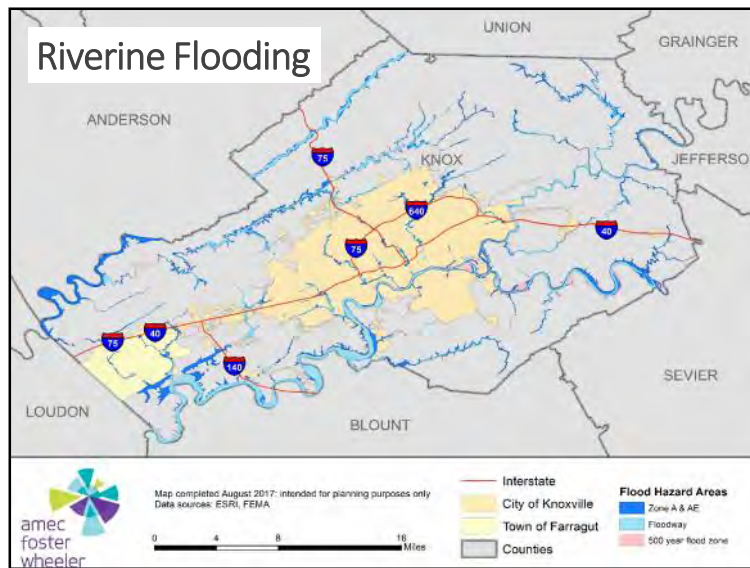 Riverine Flooding
UNION
GRAINGER
ANDERSON
75
KNOX
JEFFERSO
640
75
40
40
75
140
SEVIER
LOUDON
BLOUNT
amec
foster
wheeler
Map completed August 2017: intended for planning purposes only
Data sources: ESRI, FEMA
0 4 8 16
Miles
Interstate
City of Knoxville
Town of Farragut
Counties
Flood Hazard Areas
Zone A & AE
Floodway
500 year flood zone